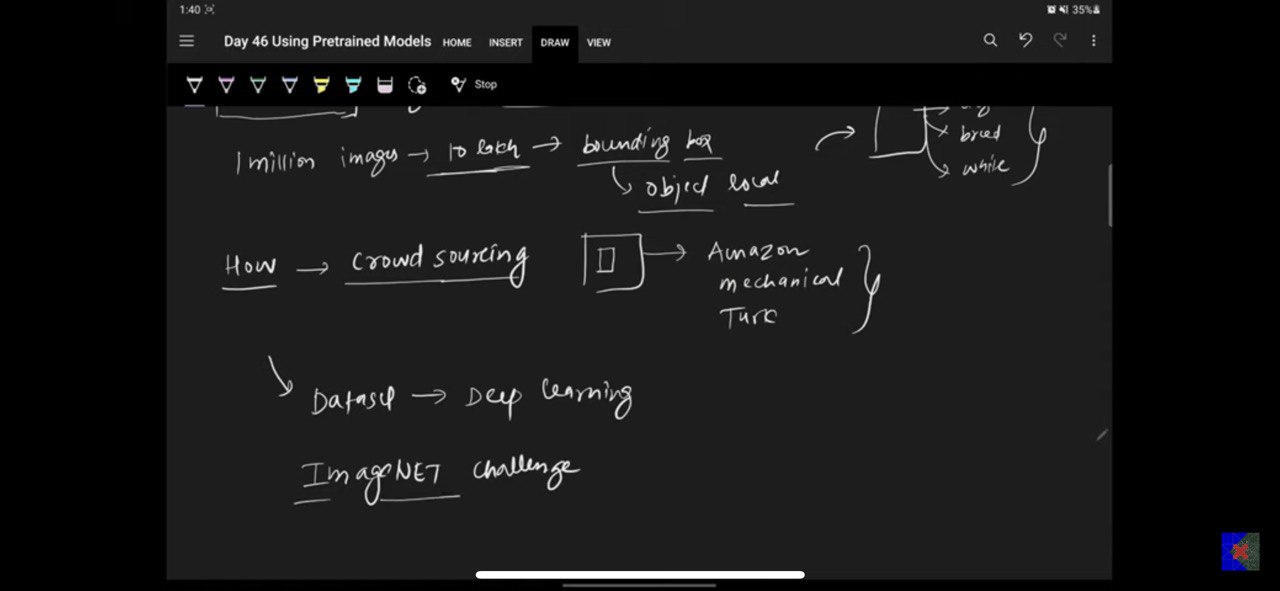 1:40
35%
Day 46 Using Pretrained Models HOME INSERT DRAW VIEW
Stop
1 million images → 10 lakh → bounding box
breed
white
object local
How → Crowd sourcing
→ Amazon
mechanical
Turk
Dataset → Deep learning
ImageNET challenge